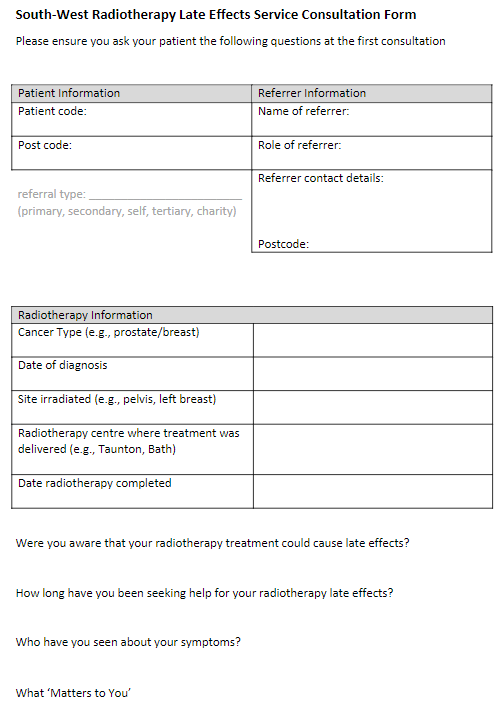 South-West Radiotherapy Late Effects Service Consultation Form
Please ensure you ask your patient the following questions at the first consultation
Patient Information
Patient code:
Post code:
referral type: ________________________
(primary, secondary, self, tertiary, charity)
Referrer Information
Name of referrer:
Role of referrer:
Referrer contact details:
Postcode:
Radiotherapy Information
Cancer Type (e.g., prostate/breast)
Date of diagnosis
Site irradiated (e.g., pelvis, left breast)
Radiotherapy centre where treatment was
delivered (e.g., Taunton, Bath)
Date radiotherapy completed
Were you aware that your radiotherapy treatment could cause late effects?
How long have you been seeking help for your radiotherapy late effects?
Who have you seen about your symptoms?
What ‘Matters to You’